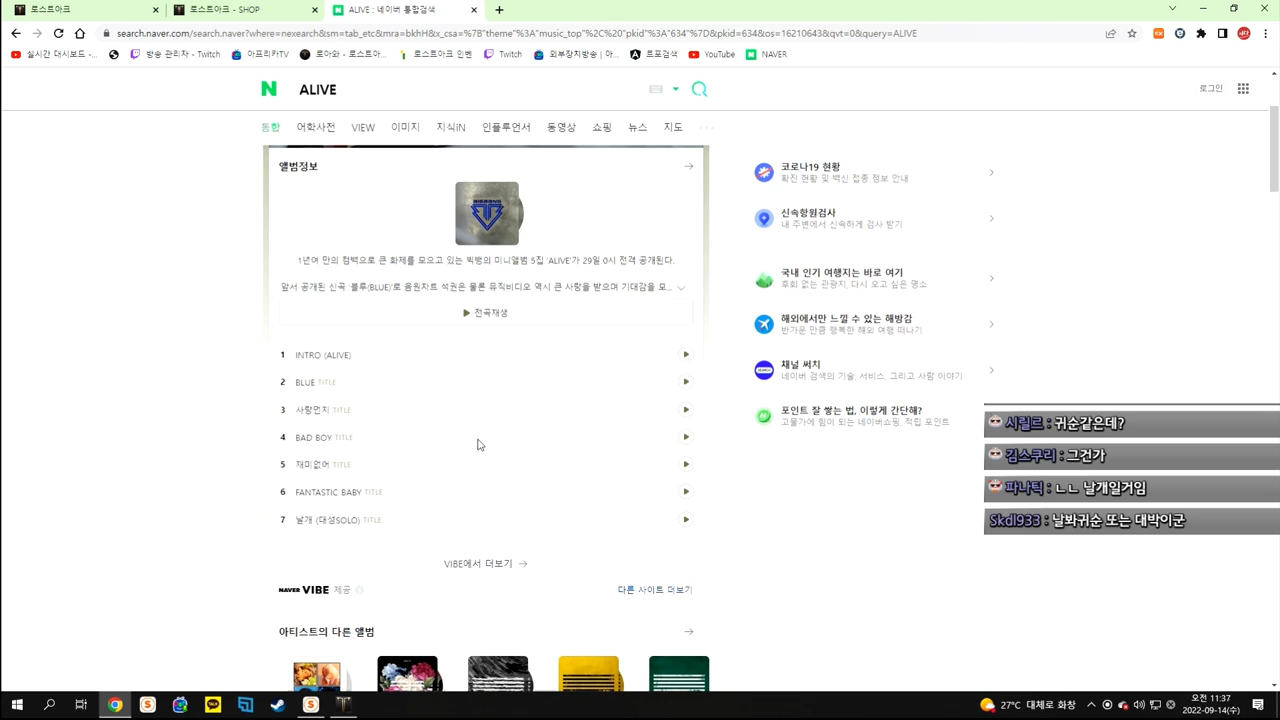 로스트아크
로스트아크 - SHOP
ALIVE : 네이버 통합검색
search.naver.com/search.naver?where=nexearch&sm=tab_etc&mra=bkhH&x_csa=%7B"theme"%3A"music_top"%2C%20"pkid"%3A"634"%7D&pkid=634&os=16210643&qvt=0&query=ALIVE
실시간 대시보드 -...
방송 관리자 - Twitch
아프리카TV
로아와 - 로스트아...
로스트아크 인벤
Twitch
외부장치방송 | 아...
트포검색
YouTube
NAVER
N ALIVE
로그인
통합 어학사전 VIEW 이미지 지식iN 인플루언서 동영상 쇼핑 뉴스 지도
앨범정보
BIGBANG
1년여 만의 컴백으로 큰 화제를 모으고 있는 빅뱅의 미니앨범 5집 'ALIVE'가 29일 0시 전격 공개된다.
앞서 공개된 신곡 '블루(BLUE)'로 음원차트 석권은 물론 뮤직비디오 역시 큰 사랑을 받으며 기대감을 모...
전곡재생
1 INTRO (ALIVE)
2 BLUE TITLE
3 사랑먼지 TITLE
4 BAD BOY TITLE
5 재미없어 TITLE
6 FANTASTIC BABY TITLE
7 날개 (대성SOLO) TITLE
VIBE에서 더보기
NAVER VIBE 제공
다른 사이트 더보기
아티스트의 다른 앨범
코로나19 현황
확진 현황 및 백신 접종 정보 안내
신속항원검사
내 주변에서 신속하게 검사 받기
국내 인기 여행지는 바로 여기
후회 없는 관광지, 다시 오고 싶은 명소
해외에서만 느낄 수 있는 해방감
반가운 만큼 행복한 해외 여행 떠나기
채널 써치
네이버 검색의 기술, 서비스, 그리고 사람 이야기
포인트 잘 쌓는 법, 이렇게 간단해?
고물가에 힘이 되는 네이버쇼핑, 적립 포인트
시릴르 : 귀순같은데?
김스쿠리 : 그건가
파나틱 : ㄴㄴ 날개일거임
Skdl933 : 날봐귀순 또는 대박이군
27°C 대체로 화창
오전 11:37
2022-09-14(수)